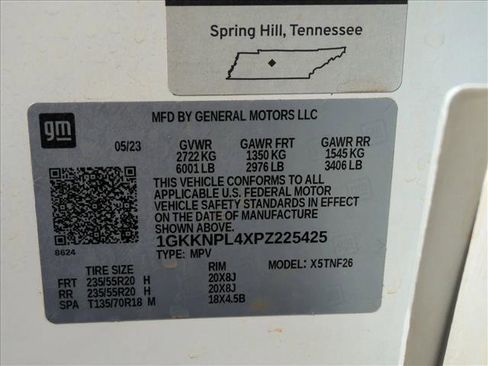 Spring Hill, Tennessee
gm
MFD BY GENERAL MOTORS LLC
05/23 GVWR GAWR FRT GAWR RR
2722 KG 1350 KG 1545 KG
6001 LB 2976 LB 3406 LB
THIS VEHICLE CONFORMS TO ALL
APPLICABLE U.S. FEDERAL MOTOR
VEHICLE SAFETY STANDARDS IN EFFECT
ON THE DATE OF MANUFACTURE
SHOWN ABOVE.
1GKKNPL4XPZ225425
8624 TYPE: MPV MODEL: X5TNF26
TIRE SIZE RIM
FRT 235/55R20 H 20X8J
RR 235/55R20 H 20X8J
SPA T135/70R18 M 18X4.5B